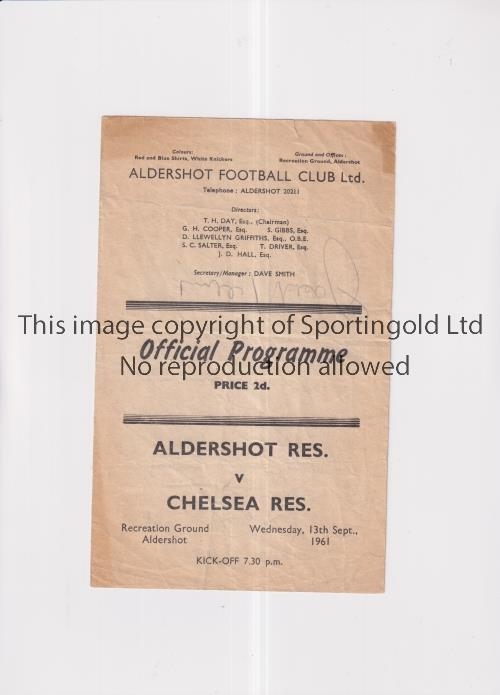 Colours:
Red and Blue Shirts, White Knickers
Ground and Offices:
Recreation Ground, Aldershot
ALDERSHOT FOOTBALL CLUB Ltd.
Telephone : ALDERSHOT 20211
Directors:
T. H. DAY, Esq., (Chairman)
G. H. COOPER, Esq. S. GIBBS, Esq.
D. LLEWELLYN GRIFFITHS, Esq., O.B.E.
S. C. SALTER, Esq. T. DRIVER, Esq.
J. D. HALL, Esq.
Secretary/Manager : DAVE SMITH
This image copyright of Sportingold Ltd
Official Programme
No reproduction allowed
PRICE 2d.
ALDERSHOT RES.
v
CHELSEA RES.
Recreation Ground
Aldershot
Wednesday, 13th Sept.,
1961
KICK-OFF 7.30 p.m.